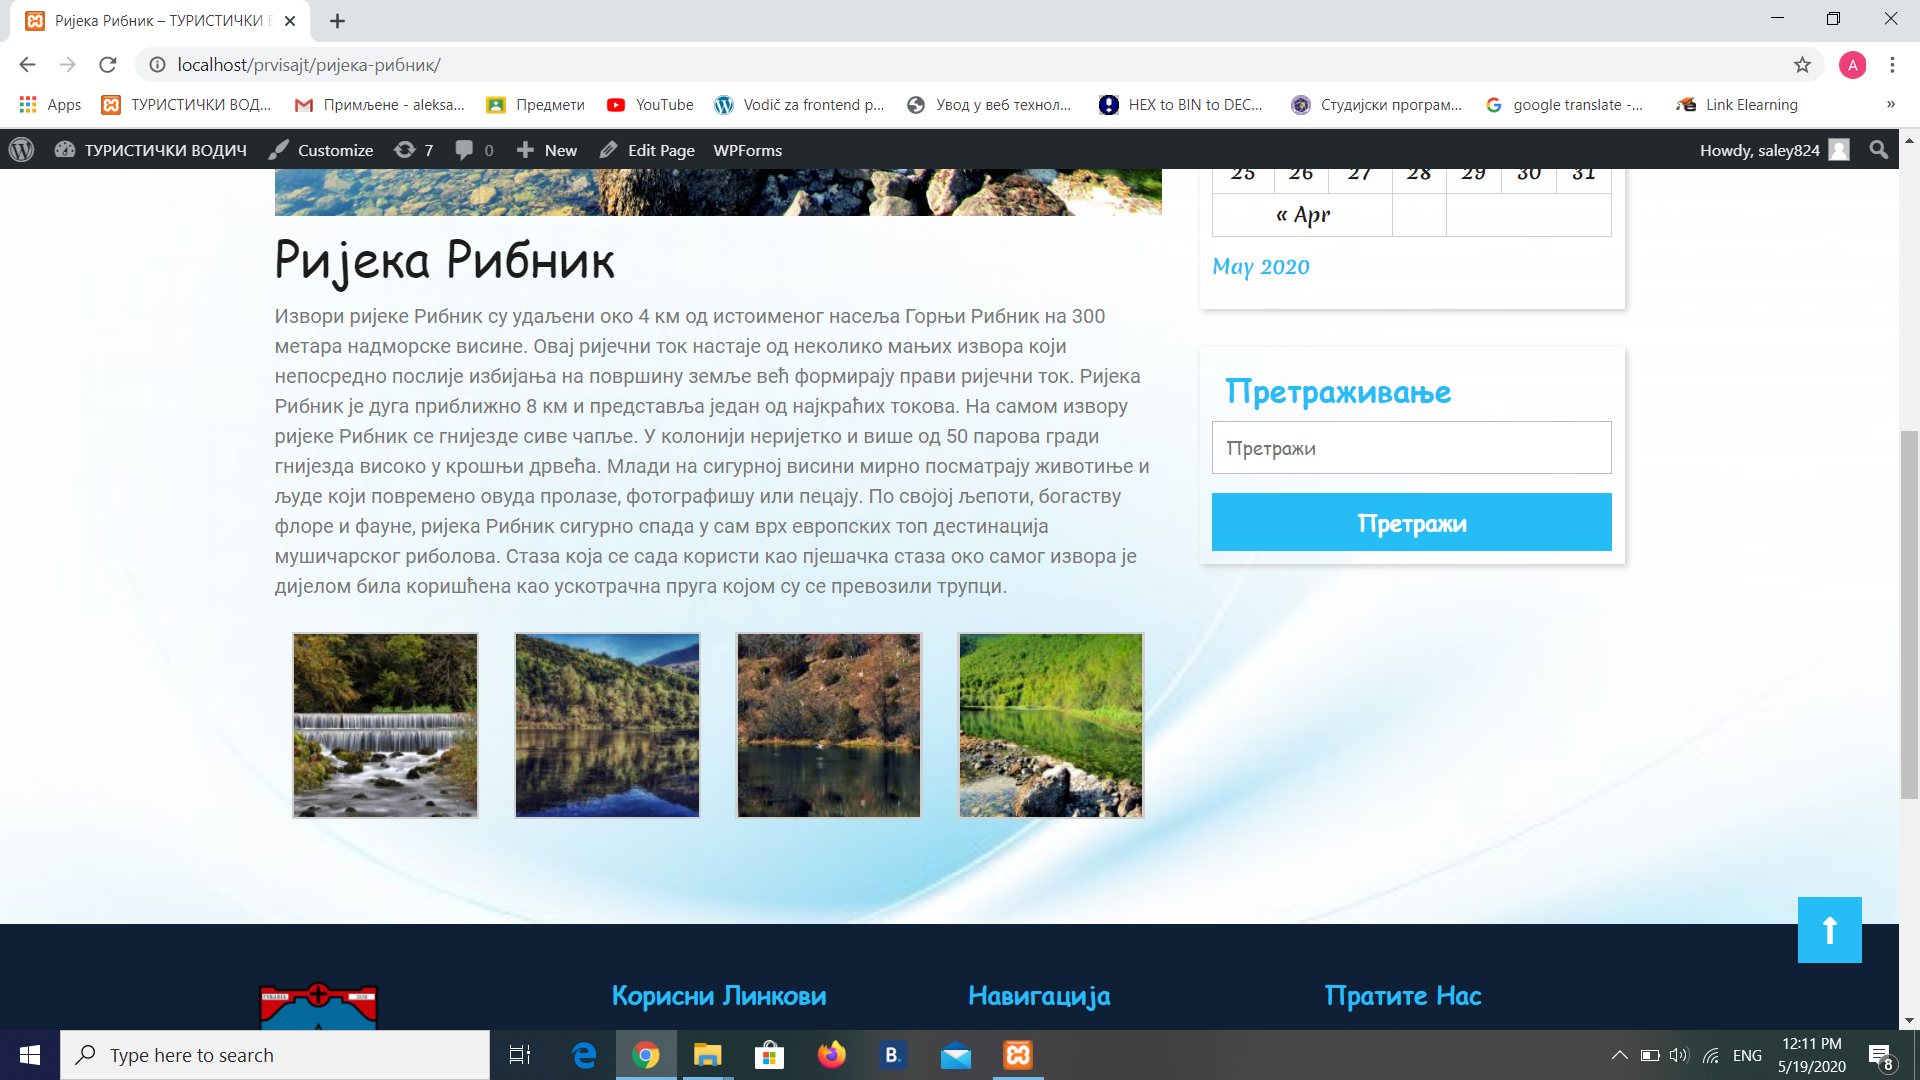 Ријека Рибник – ТУРИСТИЧКИ В
localhost/prvisajt/ријека-рибник/
A
Apps
ТУРИСТИЧКИ ВОД...
Примљене - aleksa...
Предмети
YouTube
Vodič za frontend p...
Увод у веб технол...
HEX to BIN to DEC...
Студијски програм...
google translate -...
Link Elearning
»
ТУРИСТИЧКИ ВОДИЧ
Customize
7
0
New
Edit Page
WPForms
Howdy, saley824
25 26 27 28 29 30 31
« Apr
May 2020
Ријека Рибник
Извори ријеке Рибник су удаљени око 4 км од истоименог насеља Горњи Рибник на 300
метара надморске висине. Овај ријечни ток настаје од неколико мањих извора који
непосредно послије избијања на површину земље већ формирају прави ријечни ток. Ријека
Рибник је дуга приближно 8 км и представља један од најкраћих токова. На самом извору
ријеке Рибник се гнијезде сиве чапље. У колонији неријетко и више од 50 парова гради
гнијезда високо у крошњи дрвећа. Млади на сигурној висини мирно посматрају животиње и
људе који повремено овуда пролазе, фотографишу или пецају. По својој љепоти, богаству
флоре и фауне, ријека Рибник сигурно спада у сам врх европских топ дестинација
мушичарског риболова. Стаза која се сада користи као пјешачка стаза око самог извора је
дијелом била коришћена као ускотрачна пруга којом су се превозили трупци.
Претраживање
Претражи
Претражи
Корисни Линкови
Навигација
Пратите Нас
Type here to search
B.
ENG
12:11 PM
5/19/2020
8